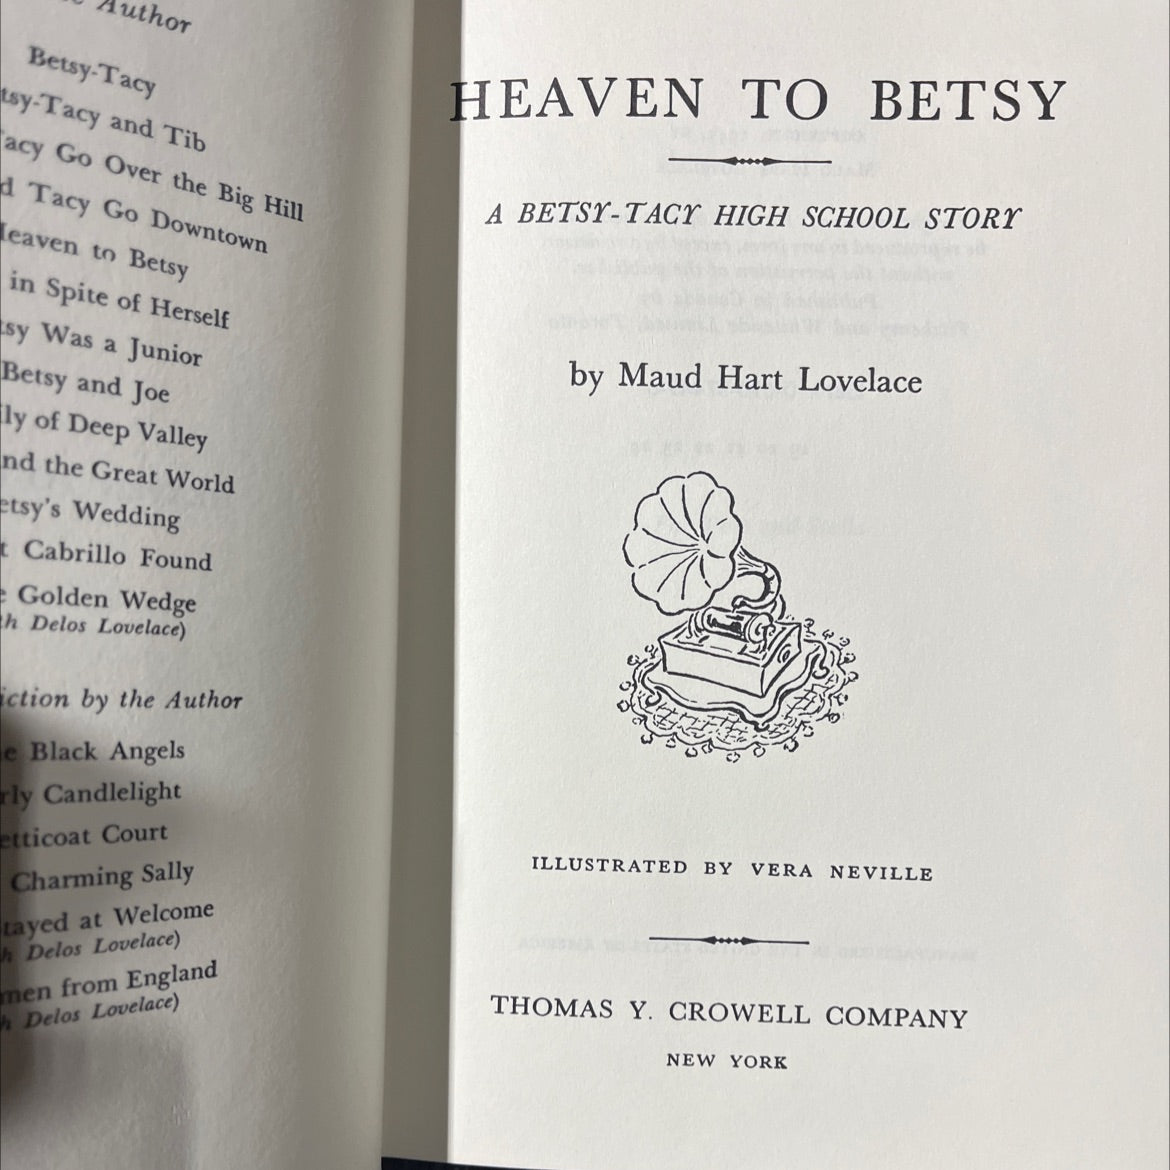 Author
Betsy-Tacy
tsy-Tacy and Tib
acy Go Over the Big Hill
d Tacy Go Downtown
Heaven to Betsy
in Spite of Herself
tsy Was a Junior
Betsy and Joe
ily of Deep Valley
nd the Great World
etsy's Wedding
t Cabrillo Found
e Golden Wedge
th Delos Lovelace)
iction by the Author
e Black Angels
rly Candlelight
etticoat Court
Charming Sally
tayed at Welcome
h Delos Lovelace)
men from England
h Delos Lovelace)
HEAVEN TO BETSY
A BETSY-TACY HIGH SCHOOL STORY
by Maud Hart Lovelace
ILLUSTRATED BY VERA NEVILLE
THOMAS Y. CROWELL COMPANY
NEW YORK